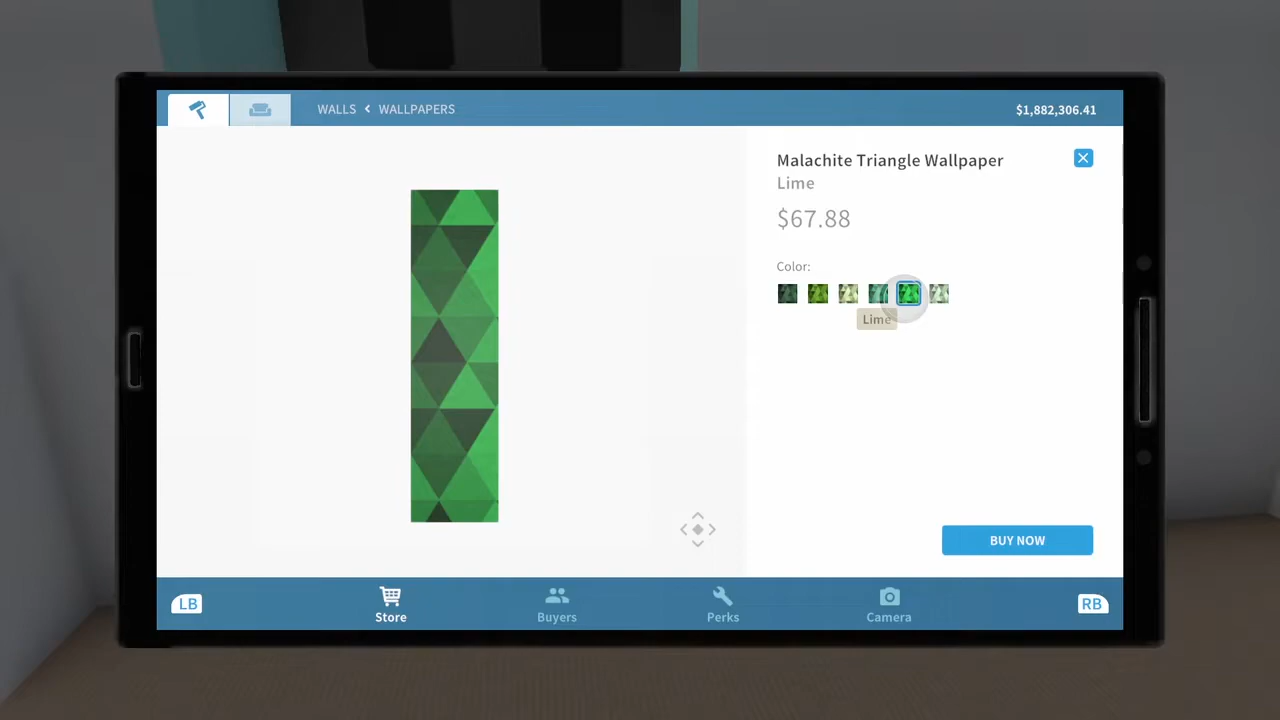 WALLS < WALLPAPERS
$1,882,306.41
Malachite Triangle Wallpaper
Lime
$67.88
Color:
Lime
BUY NOW
LB
Store
Buyers
Perks
Camera
RB